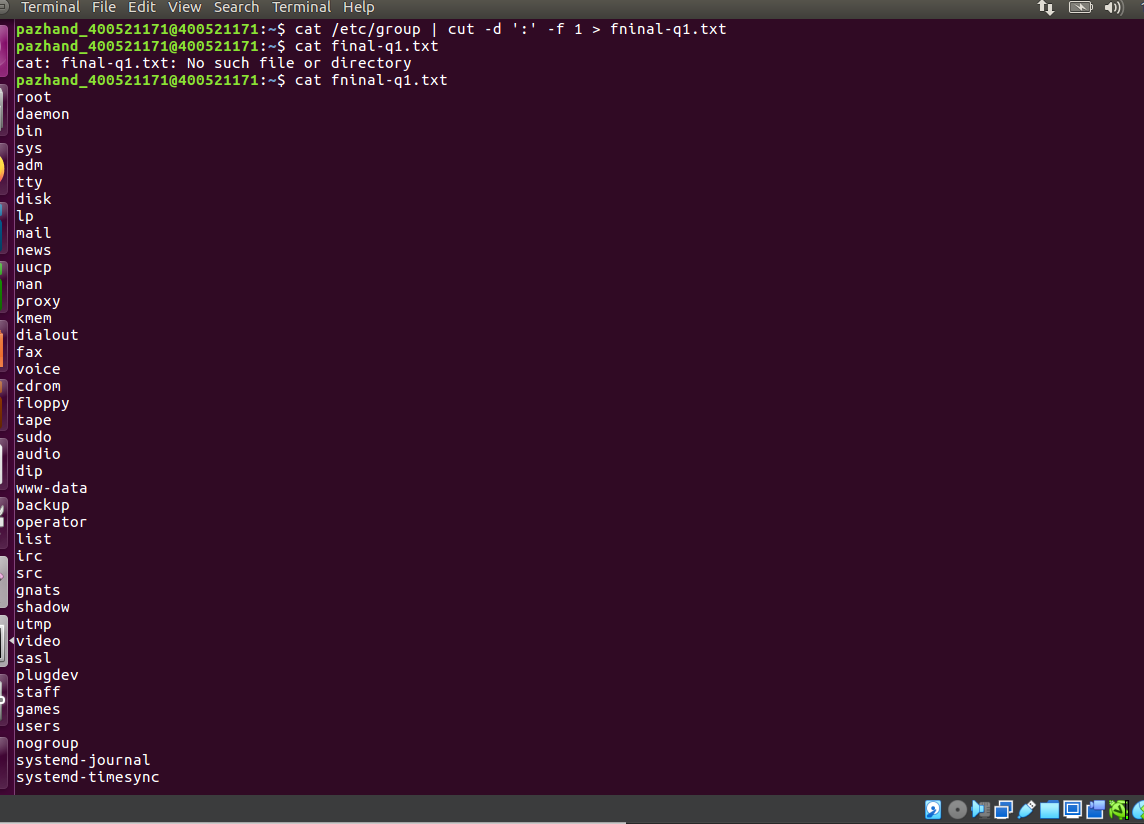 Terminal File Edit View Search Terminal Help
pazhand_400521171@400521171:~$ cat /etc/group | cut -d ':' -f 1 > fninal-q1.txt
pazhand_400521171@400521171:~$ cat final-q1.txt
cat: final-q1.txt: No such file or directory
pazhand_400521171@400521171:~$ cat fninal-q1.txt
root
daemon
bin
sys
adm
tty
disk
lp
mail
news
uucp
man
proxy
kmem
dialout
fax
voice
cdrom
floppy
tape
sudo
audio
dip
www-data
backup
operator
list
irc
src
gnats
shadow
utmp
video
sasl
plugdev
staff
games
users
nogroup
systemd-journal
systemd-timesync